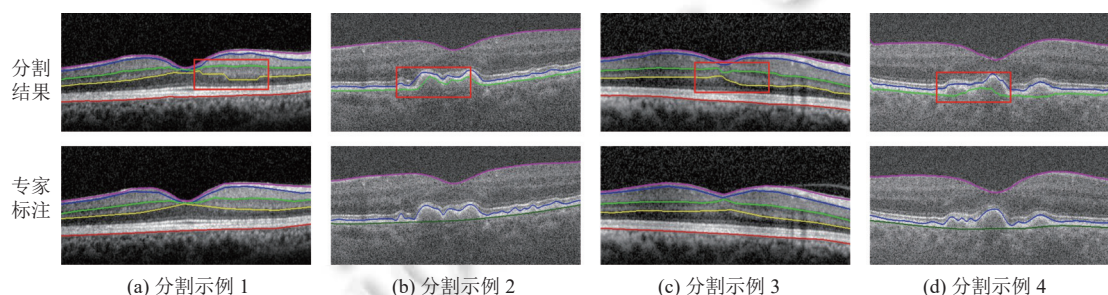 分割
结果
专家
标注
(a) 分割示例 1
(b) 分割示例 2
(c) 分割示例 3
(d) 分割示例 4